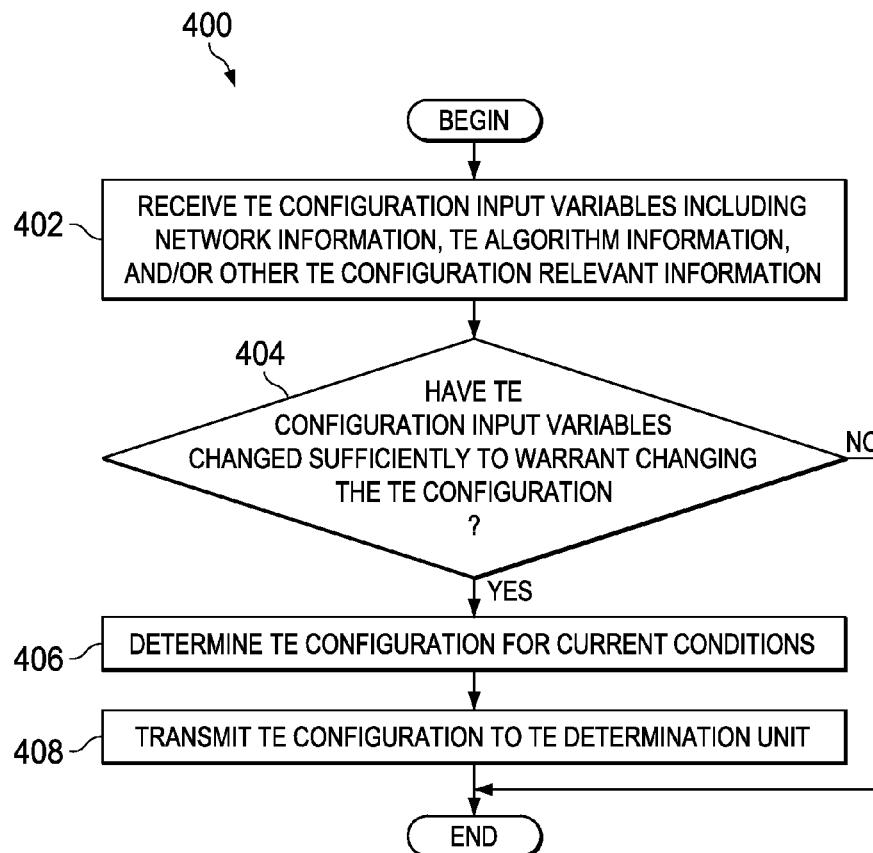 400
BEGIN
402
RECEIVE TE CONFIGURATION INPUT VARIABLES INCLUDING
NETWORK INFORMATION, TE ALGORITHM INFORMATION,
AND/OR OTHER TE CONFIGURATION RELEVANT INFORMATION
404
HAVE TE
CONFIGURATION INPUT VARIABLES
CHANGED SUFFICIENTLY TO WARRANT CHANGING
THE TE CONFIGURATION
?
NO
YES
406
DETERMINE TE CONFIGURATION FOR CURRENT CONDITIONS
408
TRANSMIT TE CONFIGURATION TO TE DETERMINATION UNIT
END